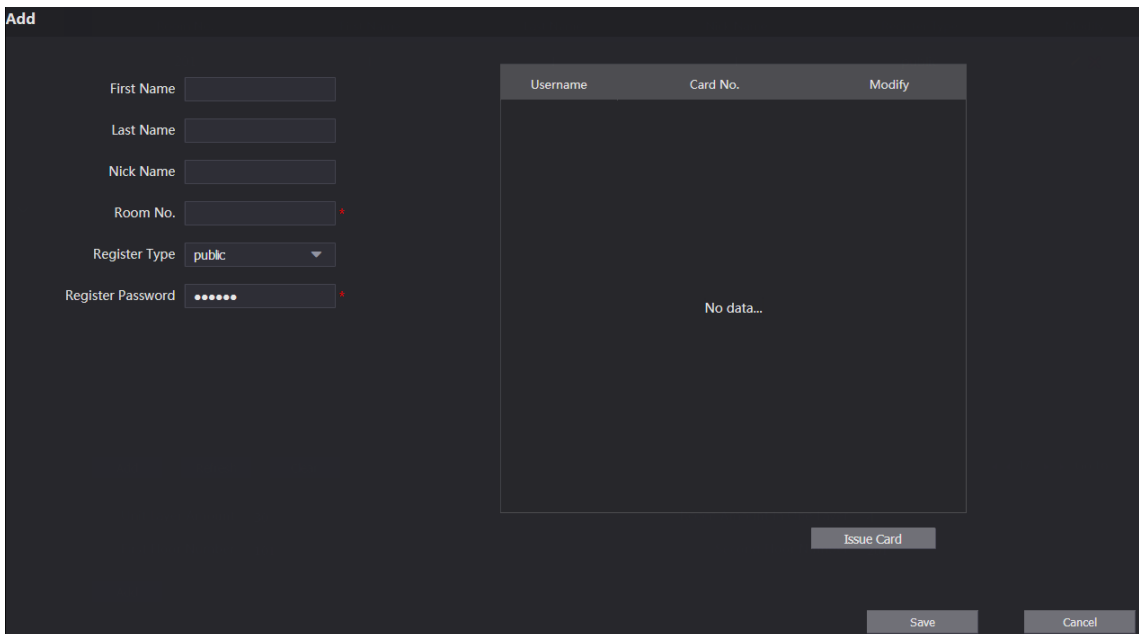 Add
First Name
Last Name
Nick Name
Room No. *
Register Type public
Register Password •••••• *
Username Card No. Modify
No data...
Issue Card
Save Cancel